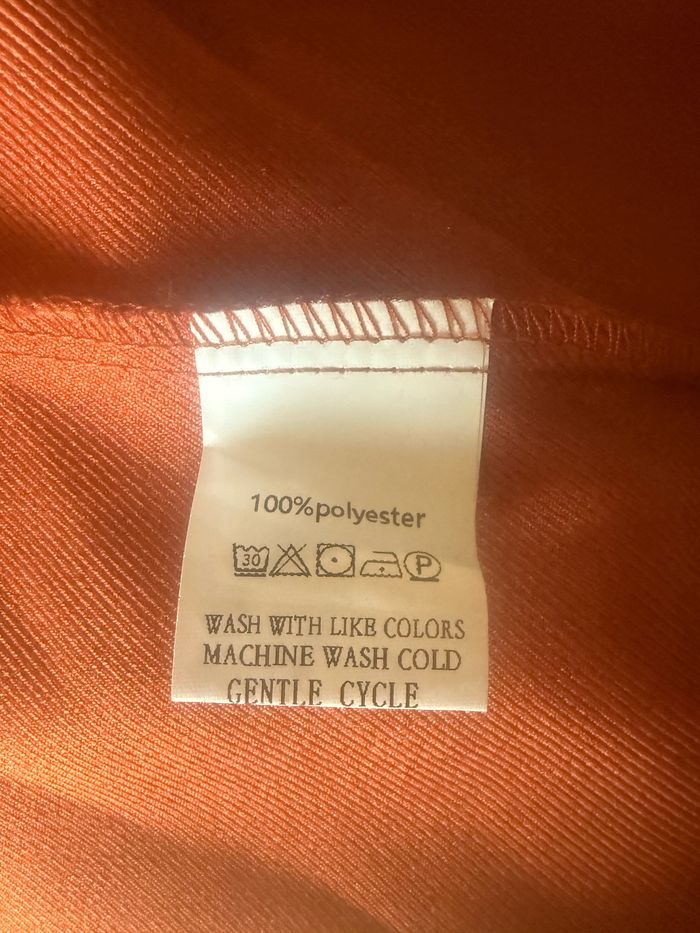 100%polyester
30 P
WASH WITH LIKE COLORS
MACHINE WASH COLD
GENTLE CYCLE